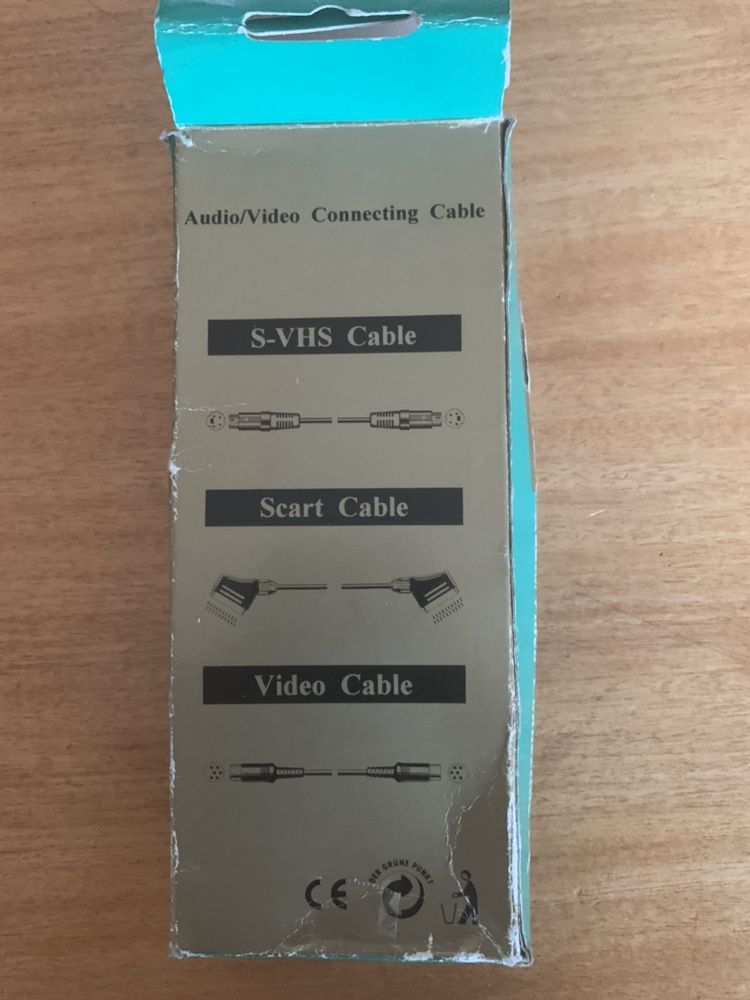 Audio/Video Connecting Cable
S-VHS Cable
Scart Cable
Video Cable
CE
DER GRÜNE PUNKT